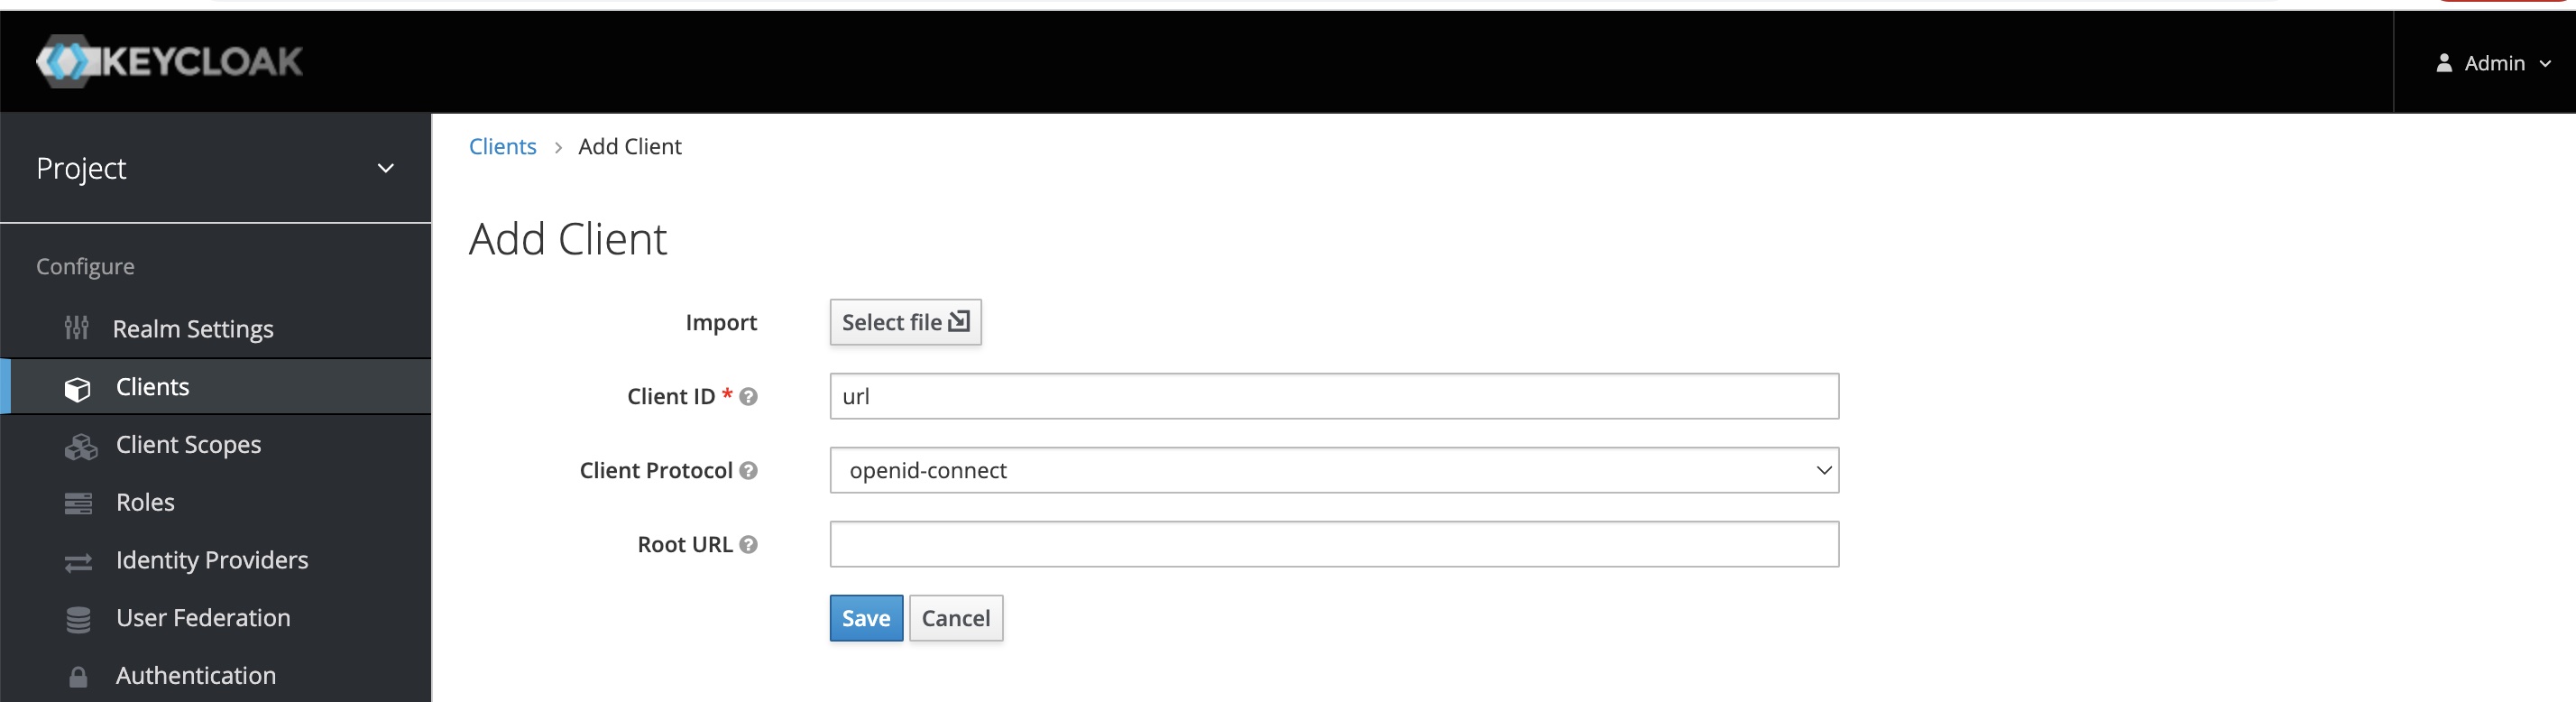 KEYCLOAK
Admin
Project
Clients > Add Client
Add Client
Configure
Realm Settings
Clients
Client Scopes
Roles
Identity Providers
User Federation
Authentication
Import Select file
Client ID * url
Client Protocol openid-connect
Root URL
Save Cancel